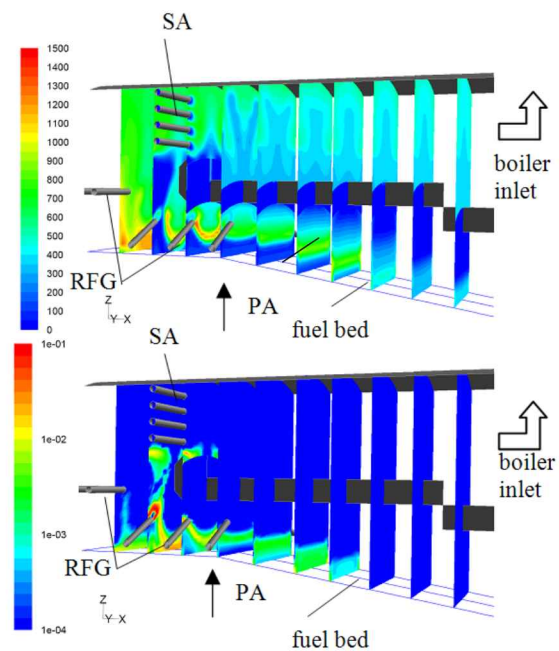 SA
1500
1400
1300
1200
1100
1000
900
800
700
600
500
400
300
200
100
0
boiler
inlet
RFG
Z
Y X
PA
fuel bed
1e-01
1e-02
1e-03
1e-04
SA
boiler
inlet
RFG
Z
Y X
PA
fuel bed